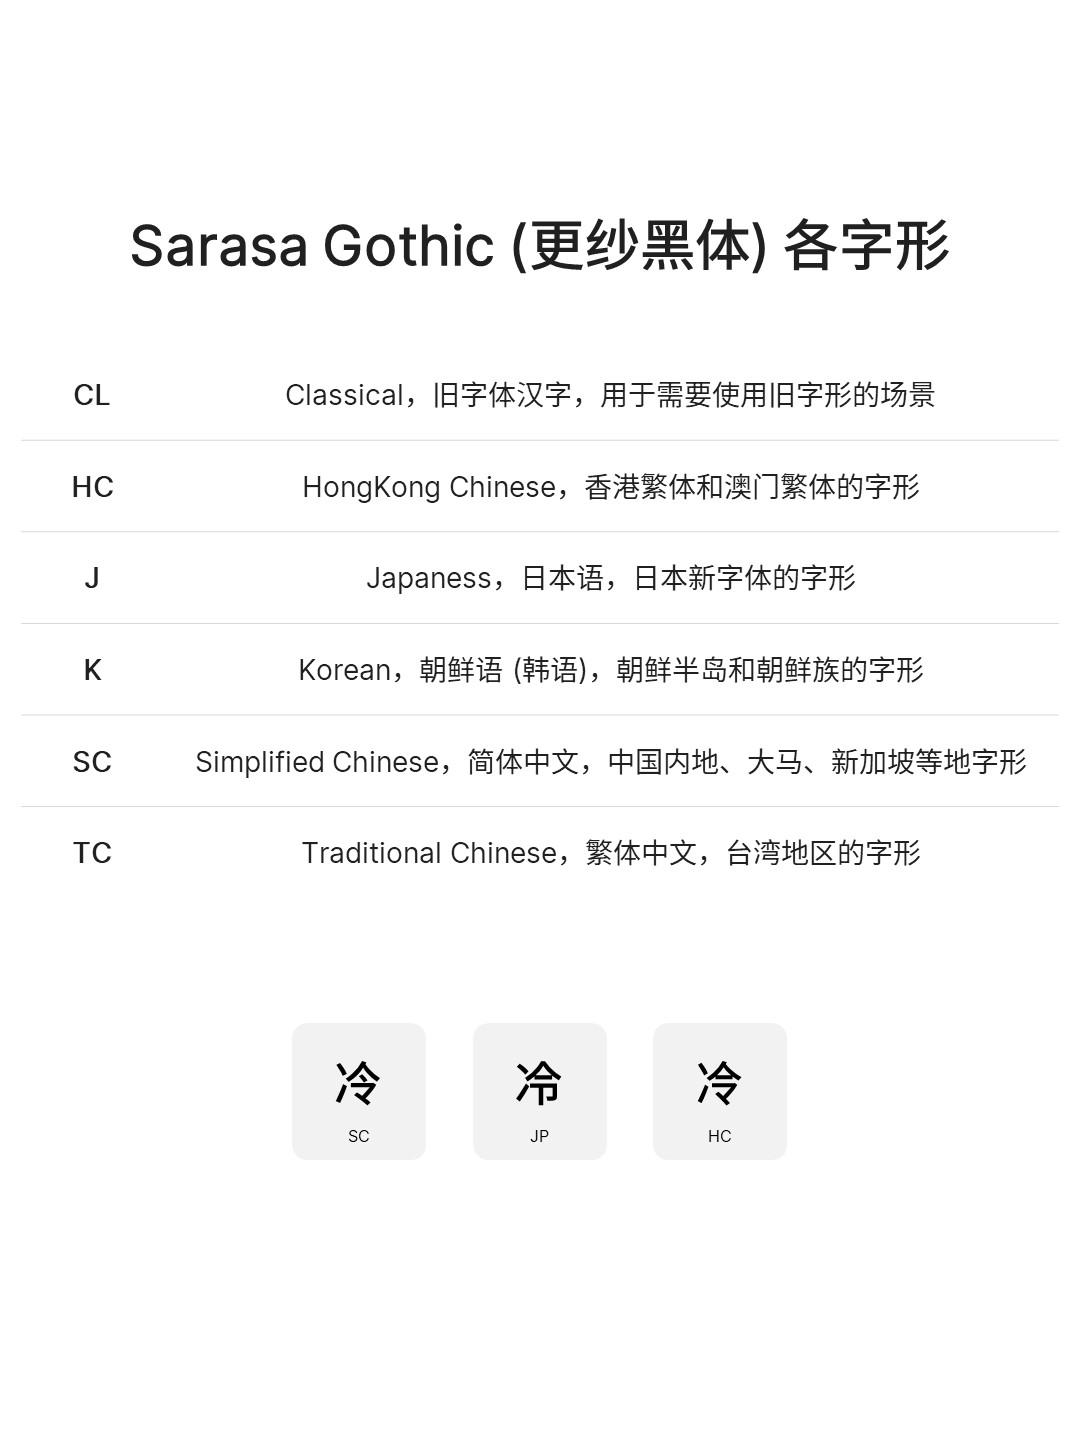 Sarasa Gothic (更纱黑体) 各字形
CL Classical，旧字体汉字，用于需要使用旧字形的场景
HC HongKong Chinese，香港繁体和澳门繁体的字形
J Japaness，日本语，日本新字体的字形
K Korean，朝鲜语 (韩语)，朝鲜半岛和朝鲜族的字形
SC Simplified Chinese，简体中文，中国内地、大马、新加坡等地字形
TC Traditional Chinese，繁体中文，台湾地区的字形
冷 冷 冷
SC JP HC